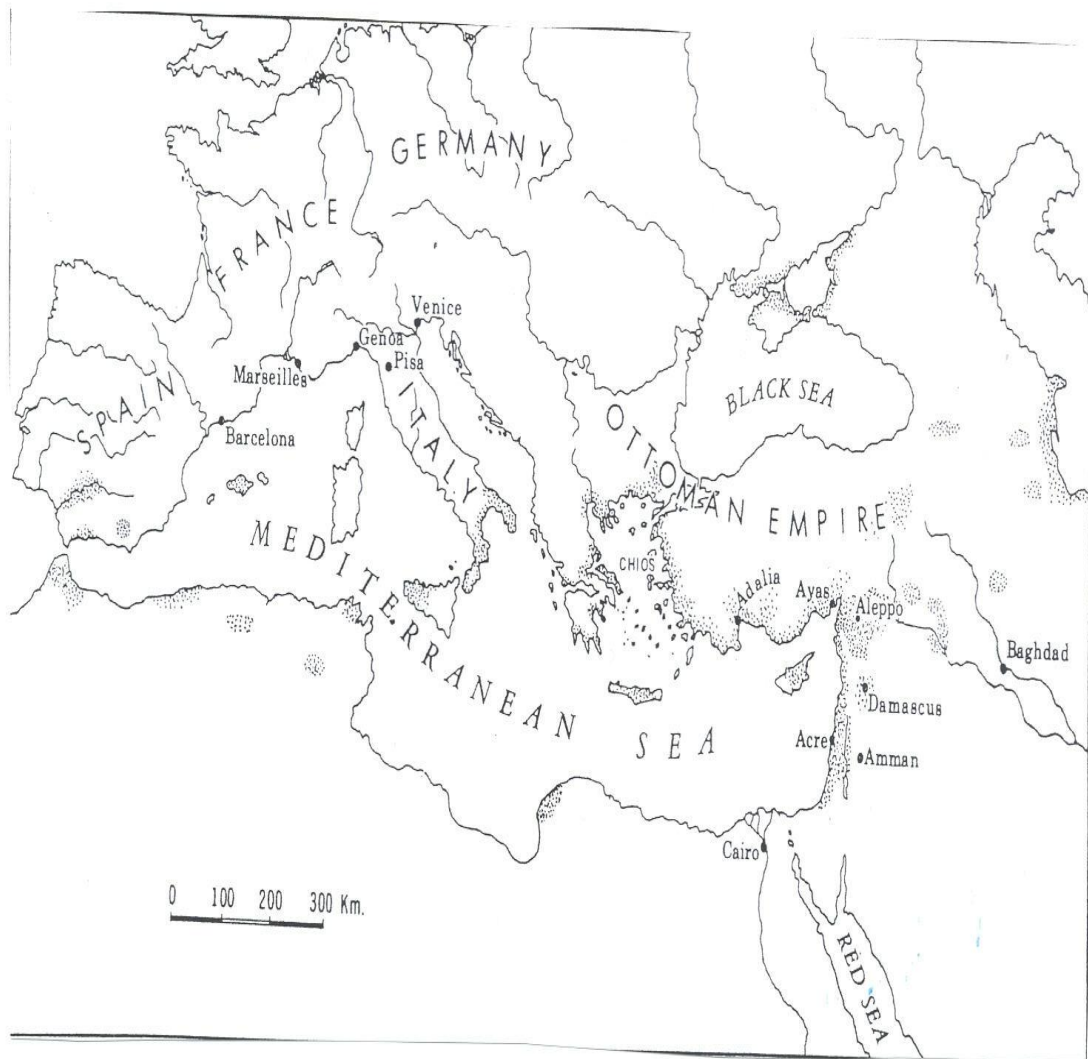 GERMANY
FRANCE
Venice
Genoa
Pisa
Marseilles
SPAIN
Barcelona
ITALY
BLACK SEA
OTTOMAN EMPIRE
MEDITERRANEAN SEA
CHIOS
Adalia
Ayas
Aleppo
Baghdad
Damascus
Acre
Amman
Cairo
0 100 200 300 Km.
RED SEA